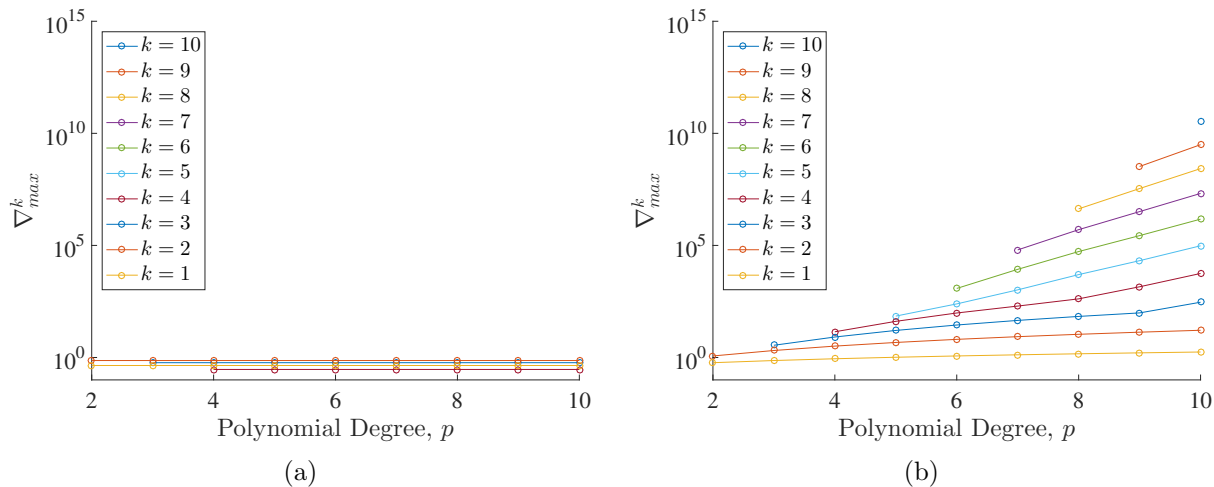 10^15
10^10
10^5
10^0
∇^k_max
k = 10
k = 9
k = 8
k = 7
k = 6
k = 5
k = 4
k = 3
k = 2
k = 1
2 4 6 8 10
Polynomial Degree, p
(a)
10^15
10^10
10^5
10^0
∇^k_max
k = 10
k = 9
k = 8
k = 7
k = 6
k = 5
k = 4
k = 3
k = 2
k = 1
2 4 6 8 10
Polynomial Degree, p
(b)